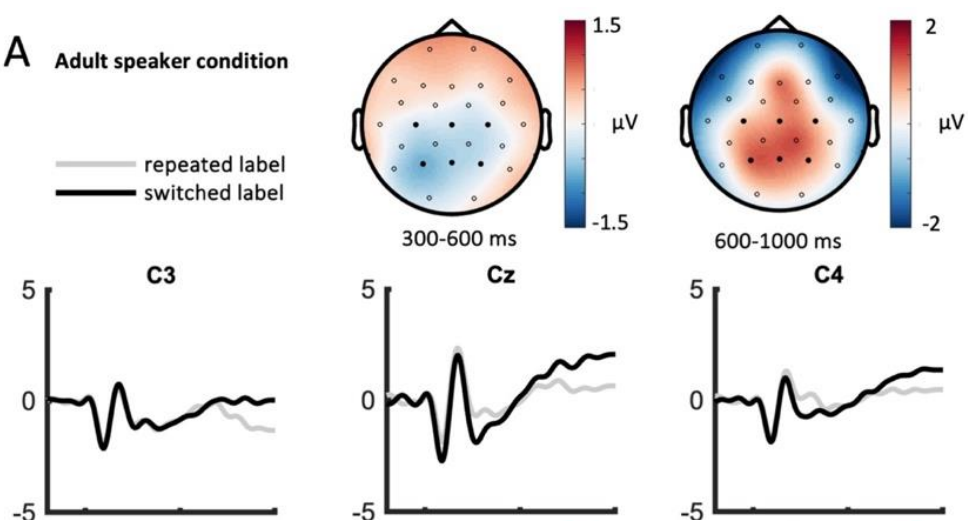 A
Adult speaker condition
repeated label
switched label
1.5
μV
-1.5
300-600 ms
2
μV
-2
600-1000 ms
C3
5
0
-5
Cz
5
0
-5
C4
5
0
-5